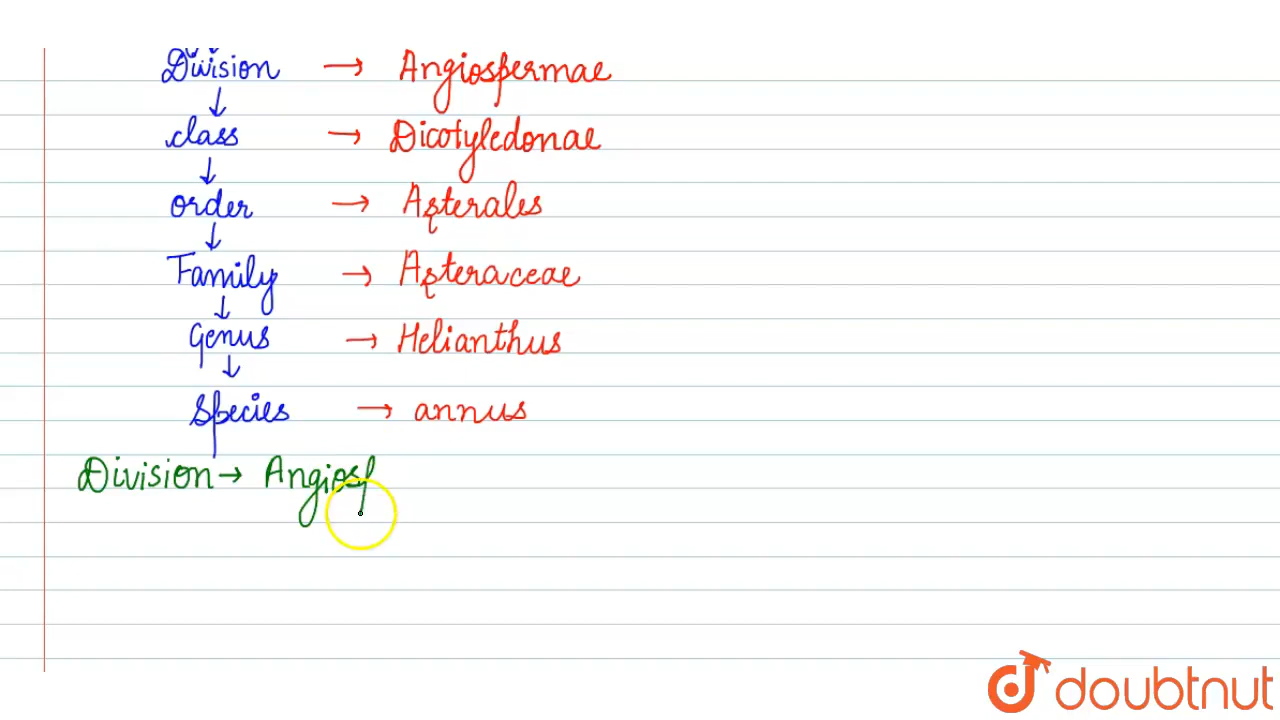 Division → Angiospermae
↓
class → Dicotyledonae
↓
order → Asterales
↓
Family → Asteraceae
↓
Genus → Helianthus
↓
Species → annus
Division → Angiosp
doubtnut